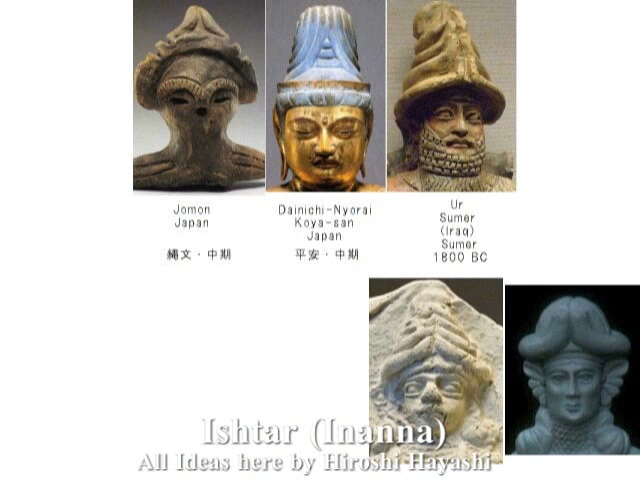 Jomon
Japan
縄文・中期
Dainichi-Nyorai
Koya-san
Japan
平安・中期
Ur
Sumer
(Iraq)
Sumer
1800 BC
Ishtar (Inanna)
All Ideas here by Hiroshi Hayashi